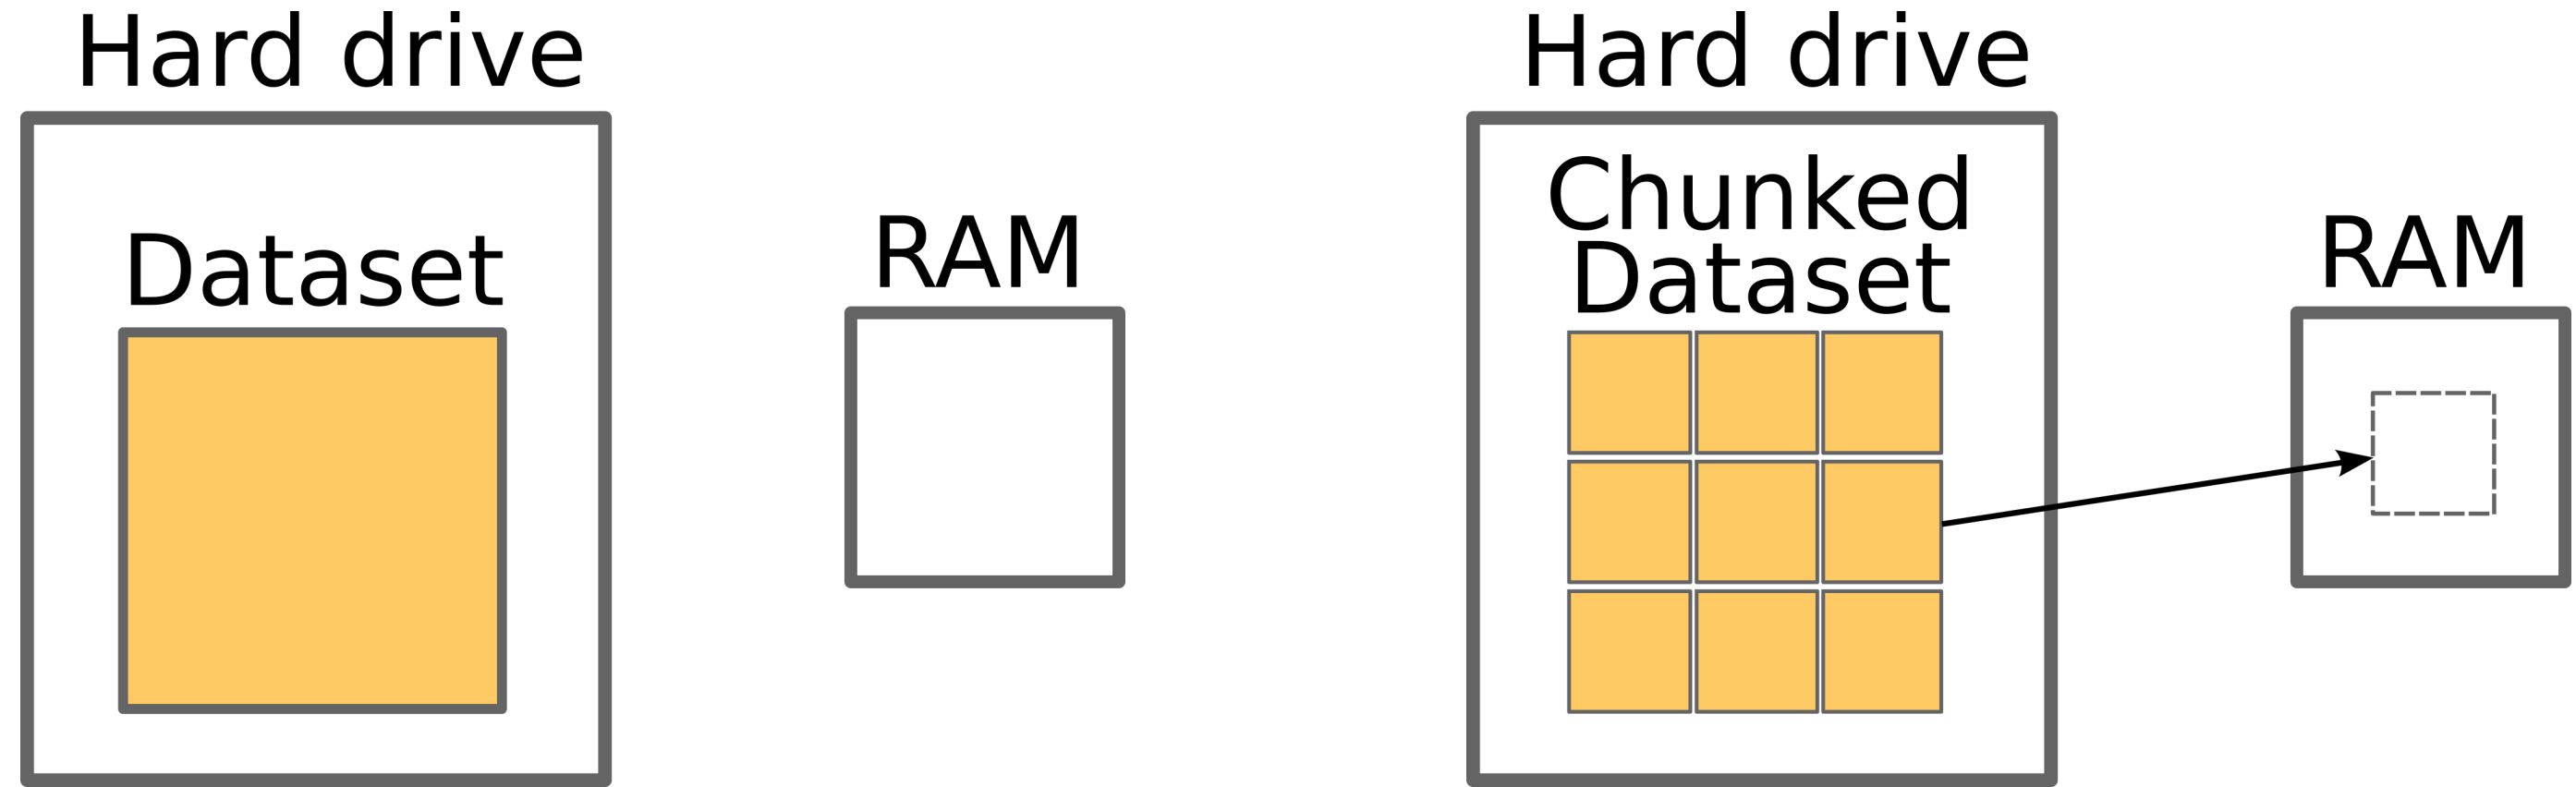 Hard drive
Dataset
RAM
Hard drive
Chunked
Dataset
RAM